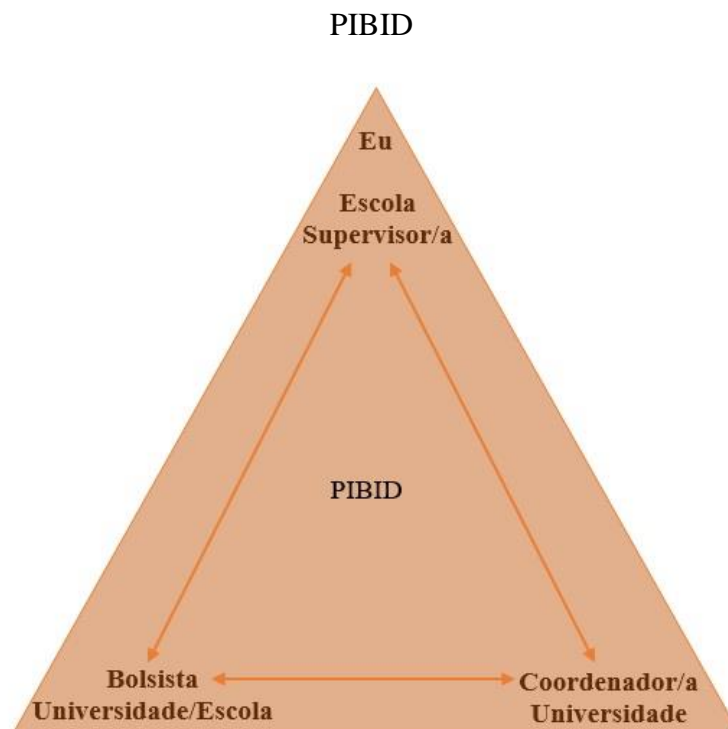 PIBID
Eu
Escola
Supervisor/a
PIBID
Bolsista
Universidade/Escola
Coordenador/a
Universidade